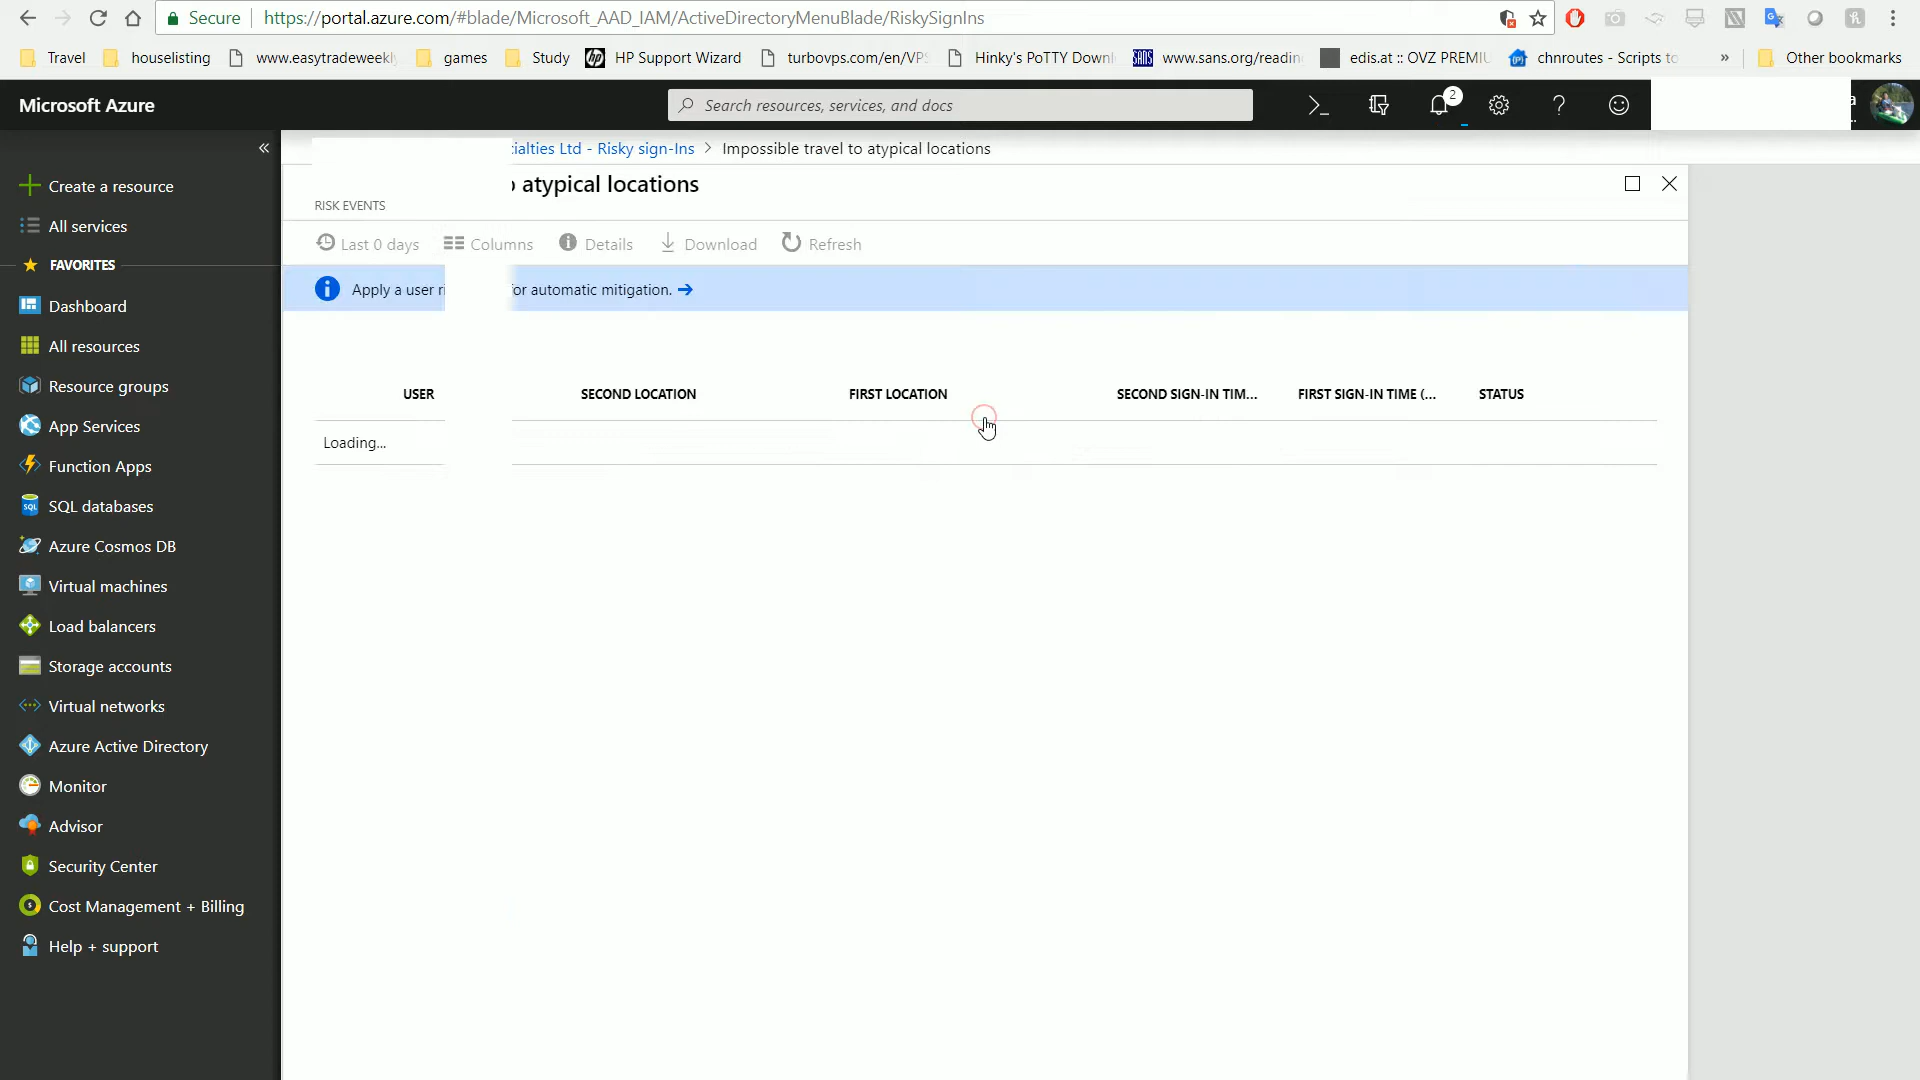 Secure https://portal.azure.com/#blade/Microsoft_AAD_IAM/ActiveDirectoryMenuBlade/RiskySignIns
Travel houselisting www.easytradeweekly games Study HP Support Wizard turbovps.com/en/VPS Hinky's PoTTY Downl www.sans.org/readin edis.at :: OVZ PREMIU chnroutes - Scripts to » Other bookmarks
Microsoft Azure
Search resources, services, and docs
2
a
...
«
ialties Ltd - Risky sign-Ins > Impossible travel to atypical locations
atypical locations
RISK EVENTS
Last 0 days Columns Details Download Refresh
Apply a user ri
or automatic mitigation.
USER SECOND LOCATION FIRST LOCATION SECOND SIGN-IN TIM... FIRST SIGN-IN TIME (... STATUS
Loading...
Create a resource
All services
FAVORITES
Dashboard
All resources
Resource groups
App Services
Function Apps
SQL databases
Azure Cosmos DB
Virtual machines
Load balancers
Storage accounts
Virtual networks
Azure Active Directory
Monitor
Advisor
Security Center
Cost Management + Billing
Help + support